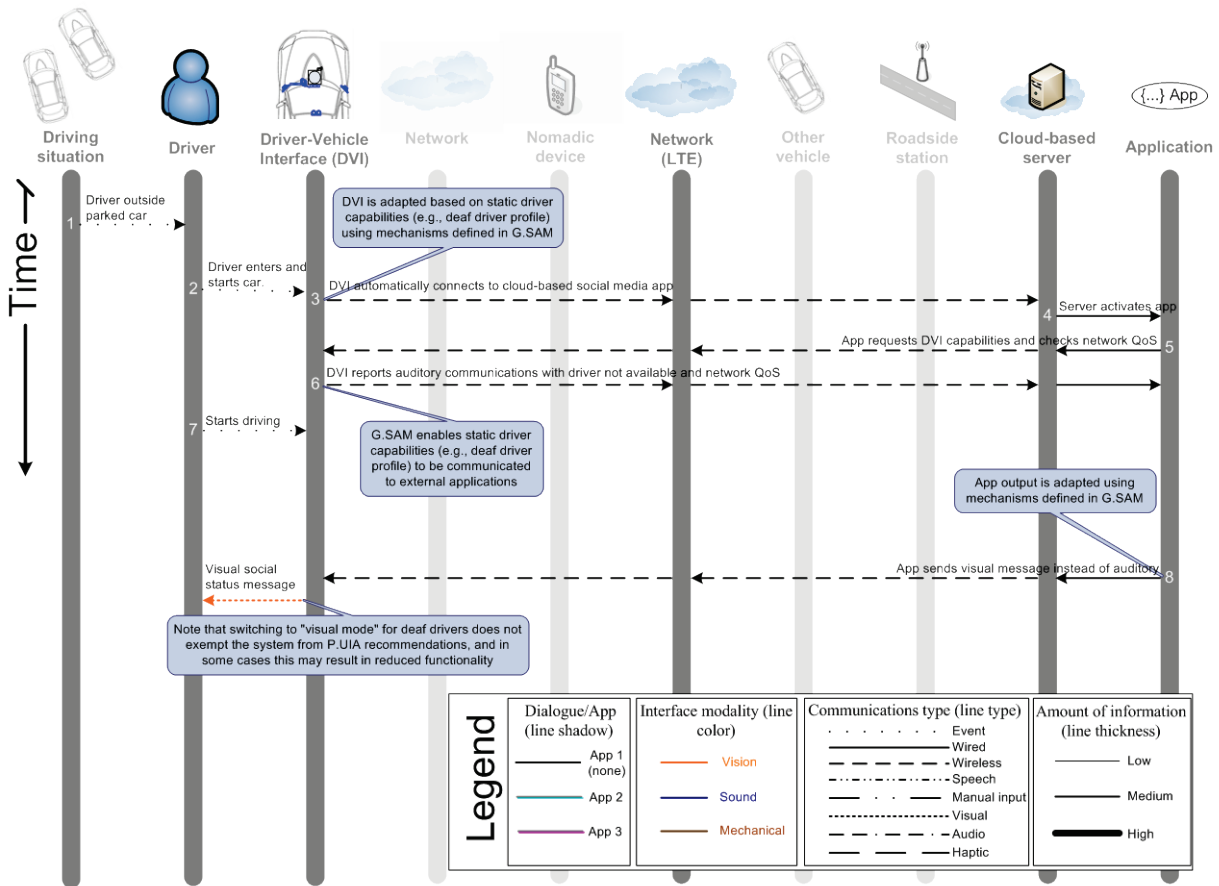 {...} App
Driving
situation
Driver
Driver-Vehicle
Interface (DVI)
Network
Nomadic
device
Network
(LTE)
Other
vehicle
Roadside
station
Cloud-based
server
Application
Time
1
Driver outside
parked car
DVI is adapted based on static driver
capabilities (e.g., deaf driver profile)
using mechanisms defined in G.SAM
2
Driver enters and
starts car.
3
DVI automatically connects to cloud-based social media app
4
Server activates app
App requests DVI capabilities and checks network QoS
5
6
DVI reports auditory communications with driver not available and network QoS
7
Starts driving
G.SAM enables static driver
capabilities (e.g., deaf driver
profile) to be communicated
to external applications
App output is adapted using
mechanisms defined in G.SAM
Visual social
status message
App sends visual message instead of auditory
8
Note that switching to "visual mode" for deaf drivers does not
exempt the system from P.UIA recommendations, and in
some cases this may result in reduced functionality
Legend
Dialogue/App
(line shadow)
App 1
(none)
App 2
App 3
Interface modality (line
color)
Vision
Sound
Mechanical
Communications type (line type)
Event
Wired
Wireless
Speech
Manual input
Visual
Audio
Haptic
Amount of information
(line thickness)
Low
Medium
High